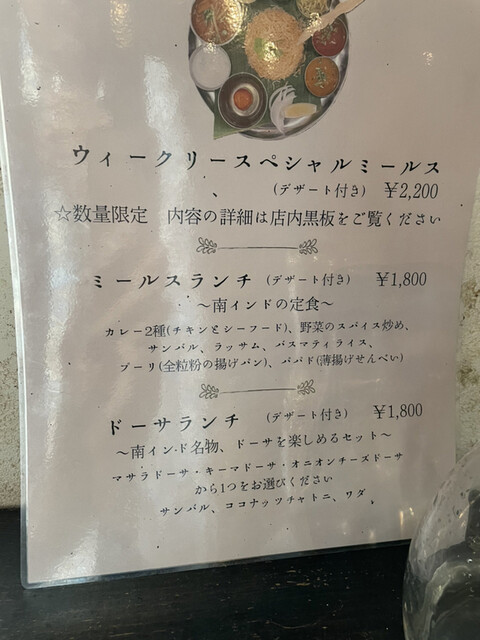 ウィークリースペシャルミールス
(デザート付き) ¥2,200
☆数量限定 内容の詳細は店内黒板をご覧ください
ミールスランチ (デザート付き) ¥1,800
〜南インドの定食〜
カレー2種(チキンとシーフード)、野菜のスパイス炒め、
サンバル、ラッサム、バスマティライス、
プーリ(全粒粉の揚げパン)、パパド(薄揚げせんべい)
ドーサランチ (デザート付き) ¥1,800
〜南インド名物、ドーサを楽しめるセット〜
マサラドーサ・キーマドーサ・オニオンチーズドーサ
から1つをお選びください
サンバル、ココナッツチャトニ、ワダ